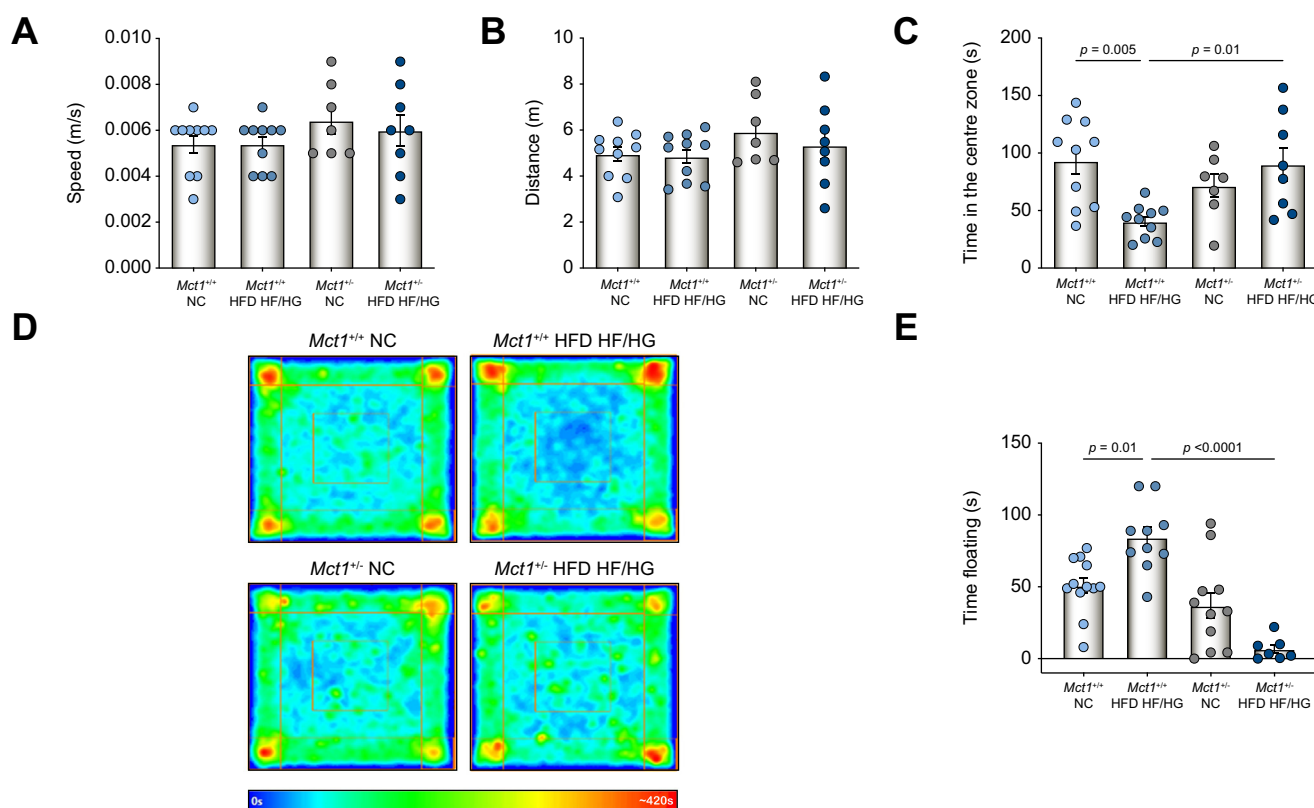 A
Speed (m/s)
0.010
0.008
0.006
0.004
0.002
0.000
Mct1+/+ NC
Mct1+/+ HFD HF/HG
Mct1+/- NC
Mct1+/- HFD HF/HG
B
Distance (m)
10
8
6
4
2
0
Mct1+/+ NC
Mct1+/+ HFD HF/HG
Mct1+/- NC
Mct1+/- HFD HF/HG
C
Time in the centre zone (s)
200
150
100
50
0
p = 0.005
p = 0.01
Mct1+/+ NC
Mct1+/+ HFD HF/HG
Mct1+/- NC
Mct1+/- HFD HF/HG
D
Mct1+/+ NC
Mct1+/+ HFD HF/HG
Mct1+/- NC
Mct1+/- HFD HF/HG
0s
~420s
E
Time floating (s)
150
100
50
0
p = 0.01
p <0.0001
Mct1+/+ NC
Mct1+/+ HFD HF/HG
Mct1+/- NC
Mct1+/- HFD HF/HG